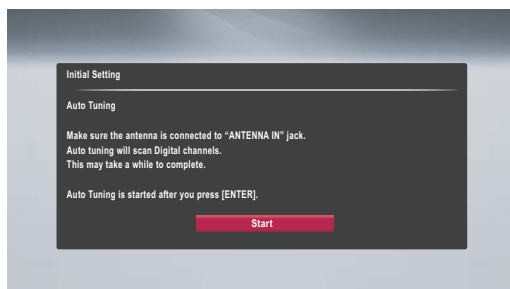 Initial Setting
Auto Tuning
Make sure the antenna is connected to “ANTENNA IN” jack.
Auto tuning will scan Digital channels.
This may take a while to complete.
Auto Tuning is started after you press [ENTER].
Start